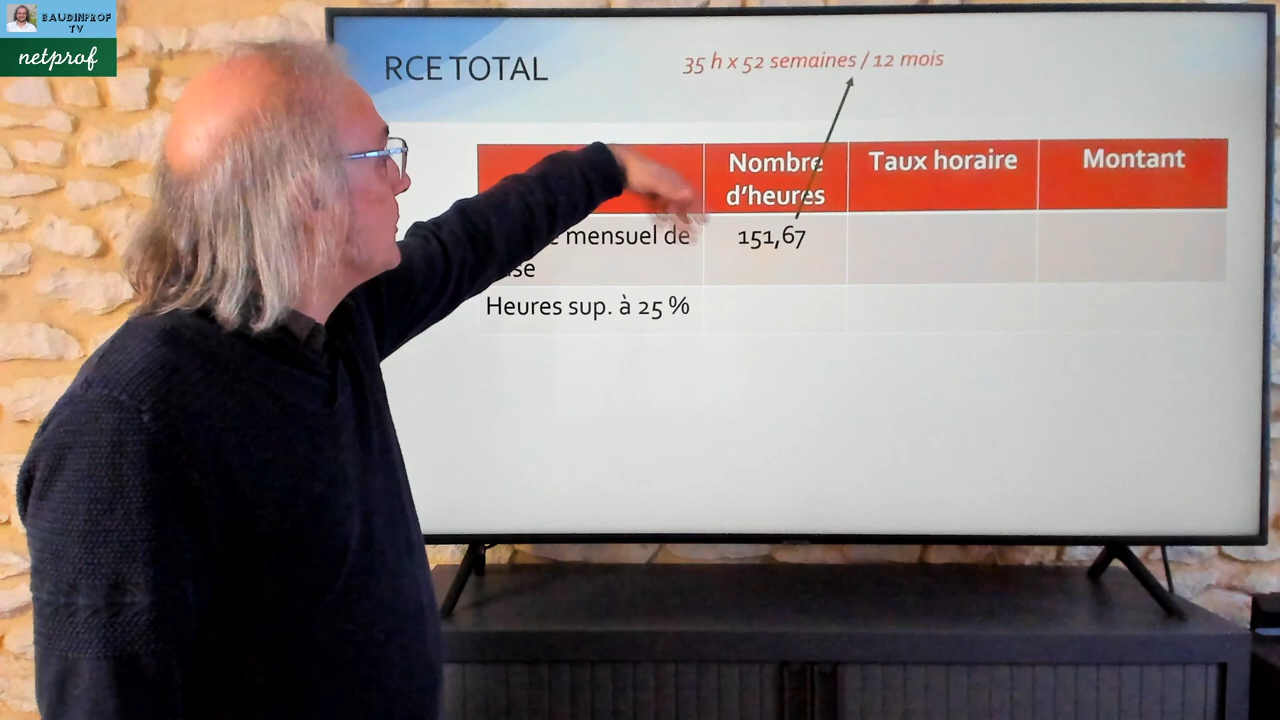 BAUDINPROF
TV
netprof
RCE TOTAL
35 h x 52 semaines / 12 mois
Nombre
d'heures
Taux horaire
Montant
mensuel de
151,67
Heures sup. à 25 %